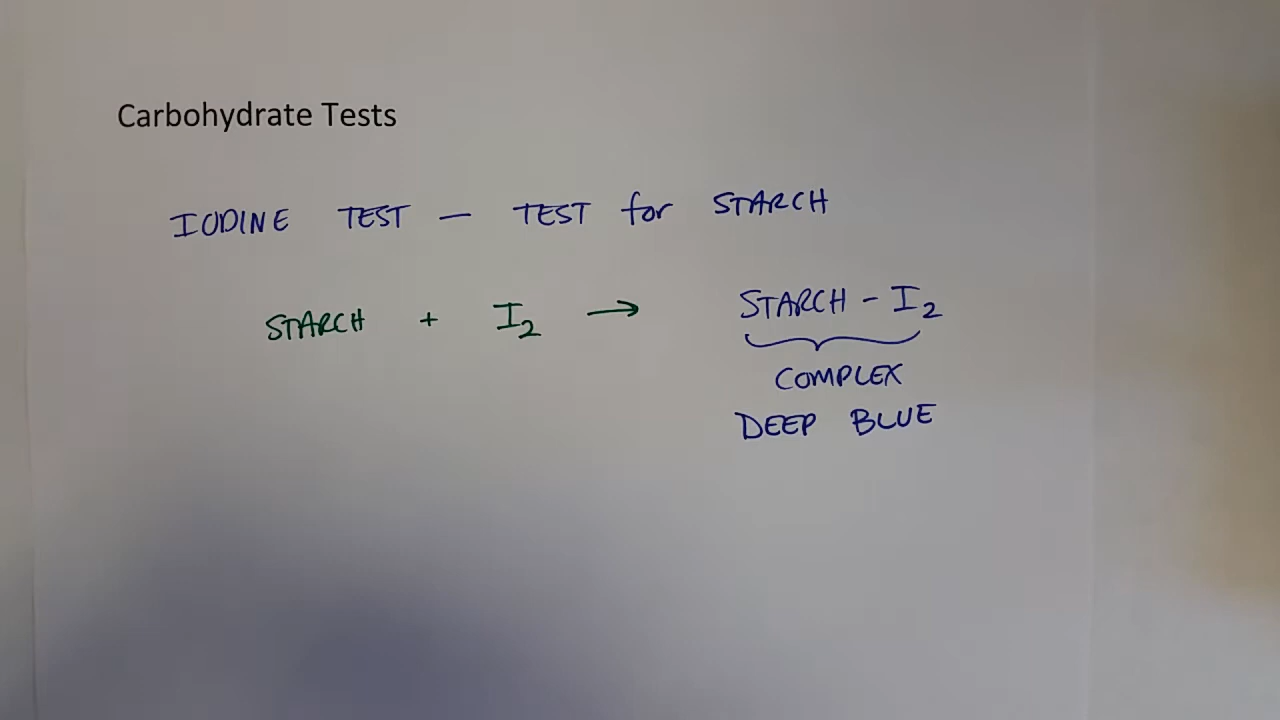 Carbohydrate Tests
IODINE TEST – TEST for STARCH
STARCH + I₂ → STARCH – I₂
COMPLEX
DEEP BLUE